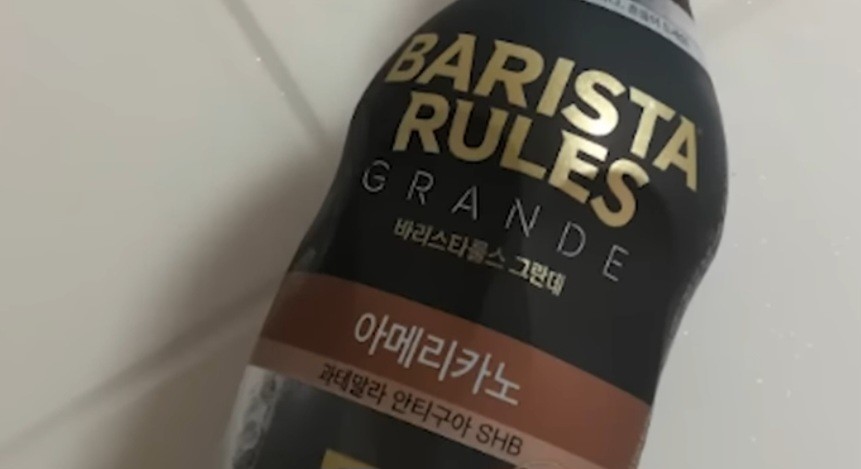 BARISTA
RULES
GRANDE
바리스타룰스 그란데
아메리카노
과테말라 안티구아 SHB